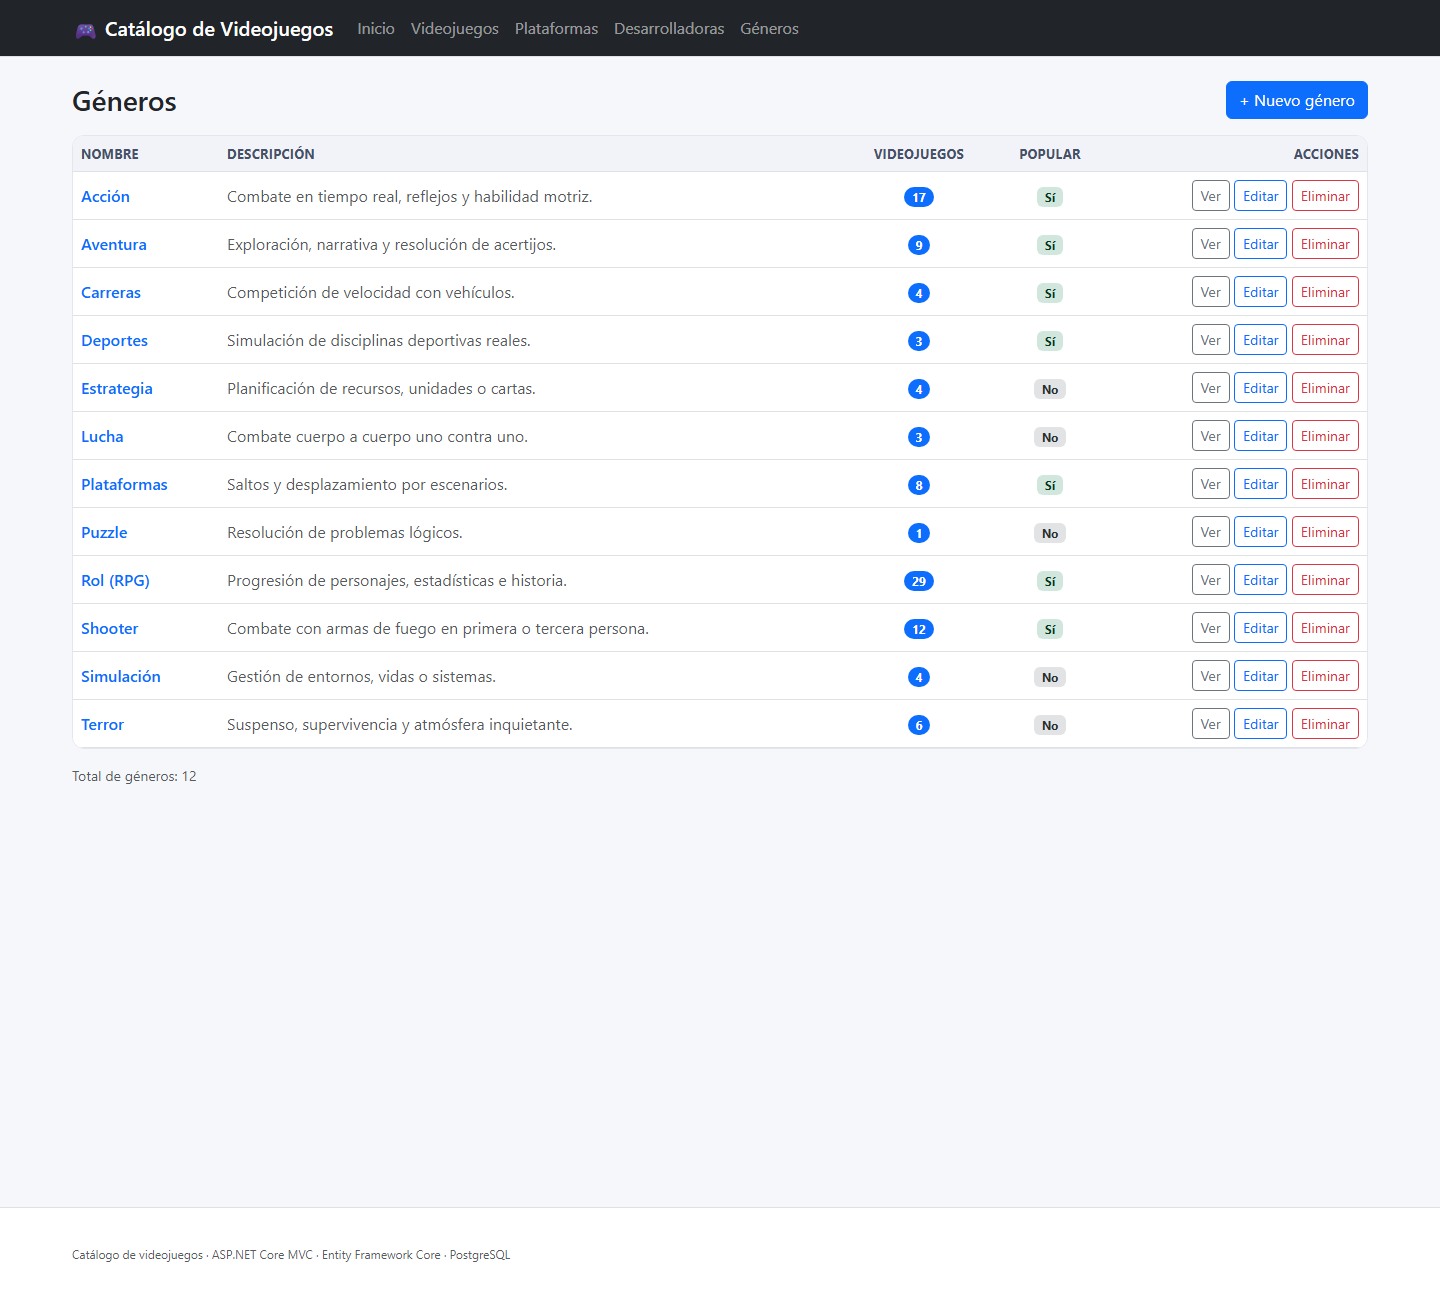 Catálogo de Videojuegos Inicio Videojuegos Plataformas Desarrolladoras Géneros
Géneros + Nuevo género
NOMBRE DESCRIPCIÓN VIDEOJUEGOS POPULAR ACCIONES
Acción Combate en tiempo real, reflejos y habilidad motriz. 17 Sí Ver Editar Eliminar
Aventura Exploración, narrativa y resolución de acertijos. 9 Sí Ver Editar Eliminar
Carreras Competición de velocidad con vehículos. 4 Sí Ver Editar Eliminar
Deportes Simulación de disciplinas deportivas reales. 3 Sí Ver Editar Eliminar
Estrategia Planificación de recursos, unidades o cartas. 4 No Ver Editar Eliminar
Lucha Combate cuerpo a cuerpo uno contra uno. 3 No Ver Editar Eliminar
Plataformas Saltos y desplazamiento por escenarios. 8 Sí Ver Editar Eliminar
Puzzle Resolución de problemas lógicos. 1 No Ver Editar Eliminar
Rol (RPG) Progresión de personajes, estadísticas e historia. 29 Sí Ver Editar Eliminar
Shooter Combate con armas de fuego en primera o tercera persona. 12 Sí Ver Editar Eliminar
Simulación Gestión de entornos, vidas o sistemas. 4 No Ver Editar Eliminar
Terror Suspenso, supervivencia y atmósfera inquietante. 6 No Ver Editar Eliminar
Total de géneros: 12
Catálogo de videojuegos · ASP.NET Core MVC · Entity Framework Core · PostgreSQL